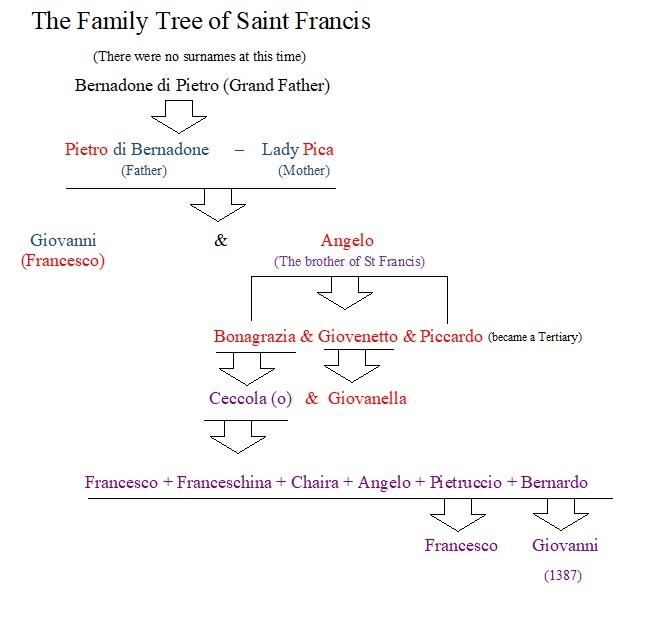 The Family Tree of Saint Francis
(There were no surnames at this time)
Bernadone di Pietro (Grand Father)
Pietro di Bernadone – Lady Pica
(Father) (Mother)
Giovanni & Angelo
(Francesco) (The brother of St Francis)
Bonagrazia & Giovenetto & Piccardo (became a Tertiary)
Ceccola (o) & Giovanella
Francesco + Franceschina + Chaira + Angelo + Pietruccio + Bernardo
Francesco Giovanni
(1387)